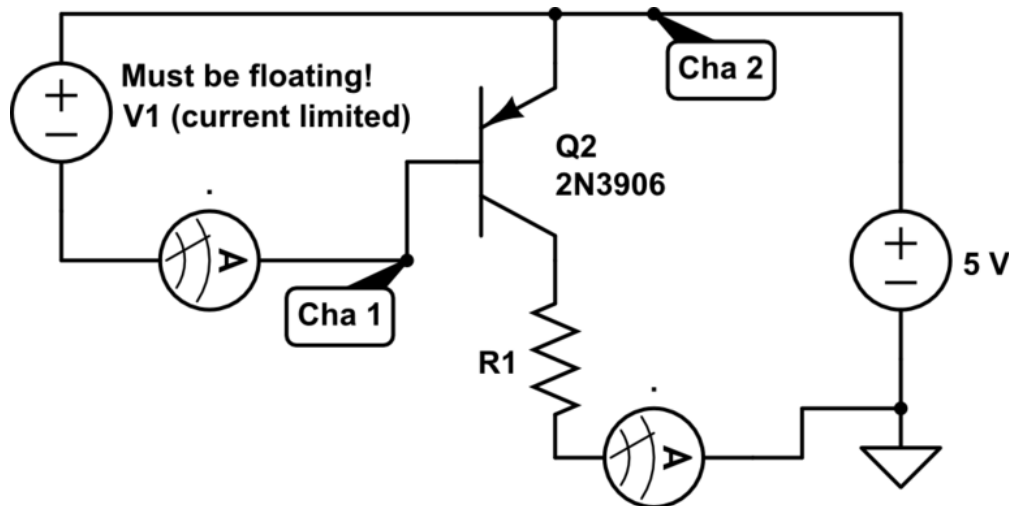 Must be floating!
V1 (current limited)
Cha 2
Q2
2N3906
A
5 V
Cha 1
R1
A